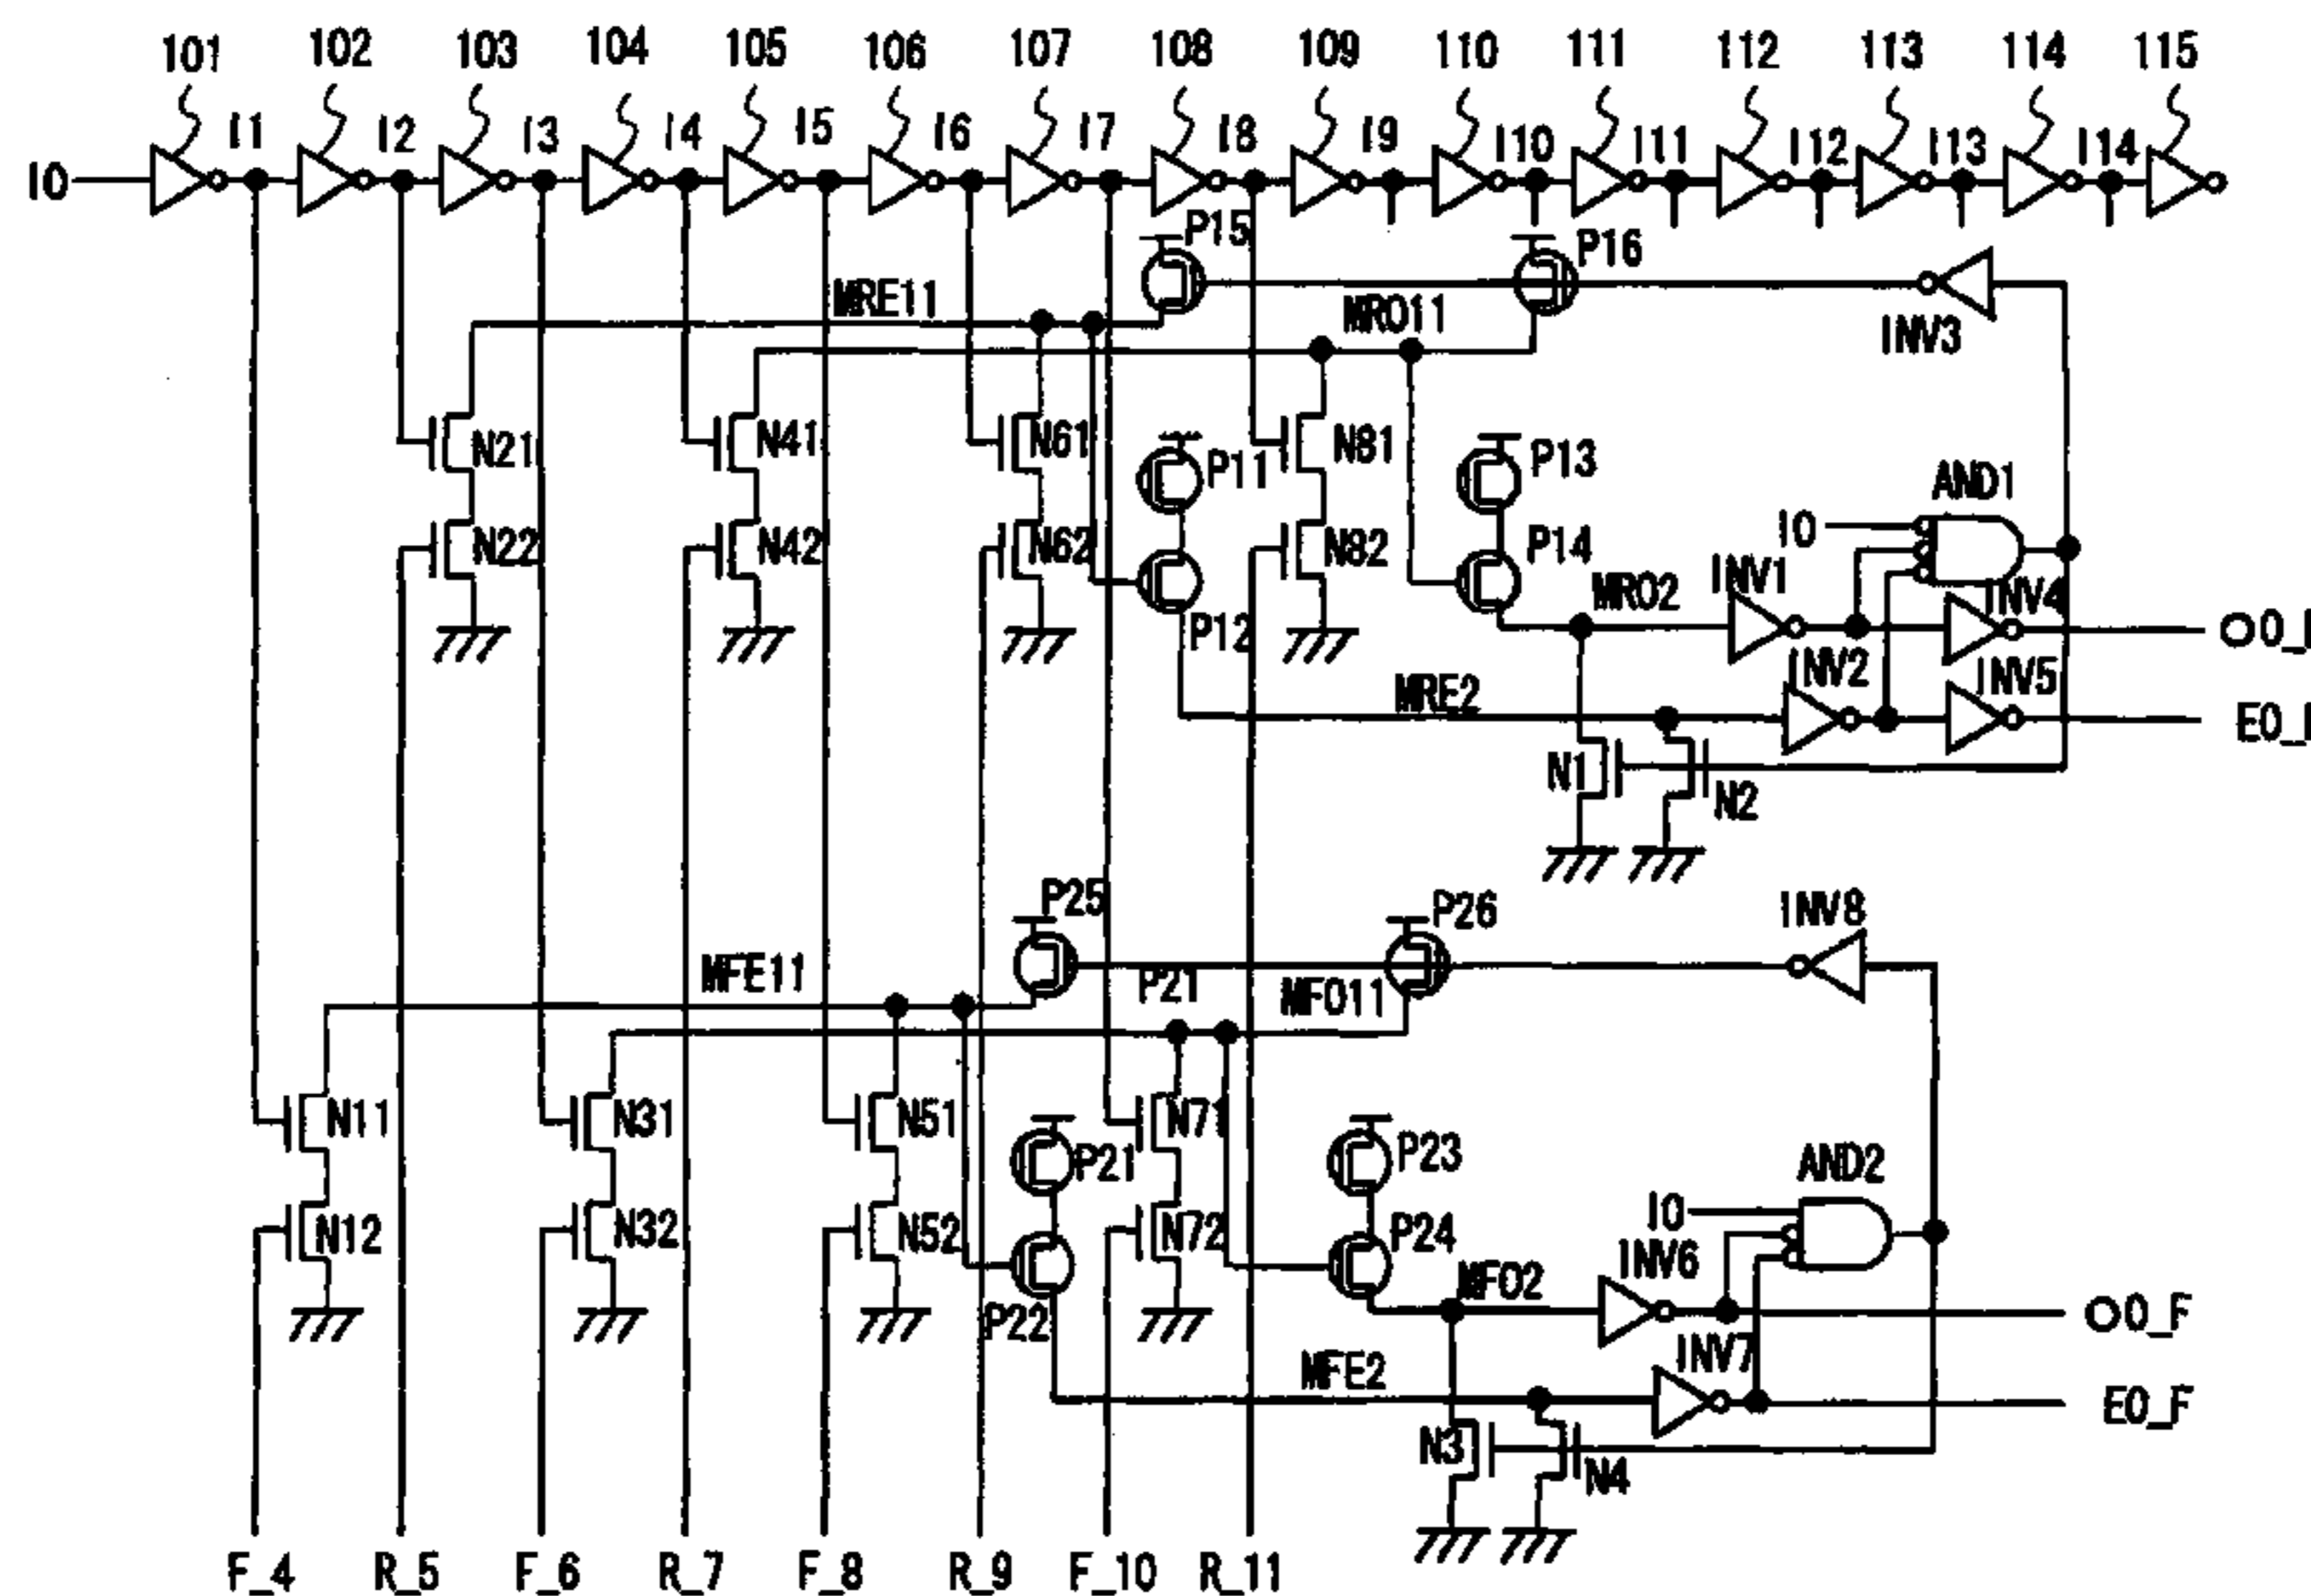 101 102 103 104 105 106 107 108 109 110 111 112 113 114 115
I0 I1 I2 I3 I4 I5 I6 I7 I8 I9 I10 I11 I12 I13 I14
P15 P16
MRE11 MRO11 INV3
N21 N41 N61 P11 N81 P13
AND1
N22 N42 N62 N82 P14 I0
P12 MRO2 INV1 INV4
INV2 INV5
MRE2
N1 N2
P25 P26 INV8
MFE11 P21 MFO11
N11 N31 N51 N71
P21 P23 AND2
N12 N32 N52 N72 P24 I0
INV6
P22 MFO2 O0_F
INV7
MFE2 E0_F
N3 N4
F_4 R_5 F_6 R_7 F_8 R_9 F_10 R_11